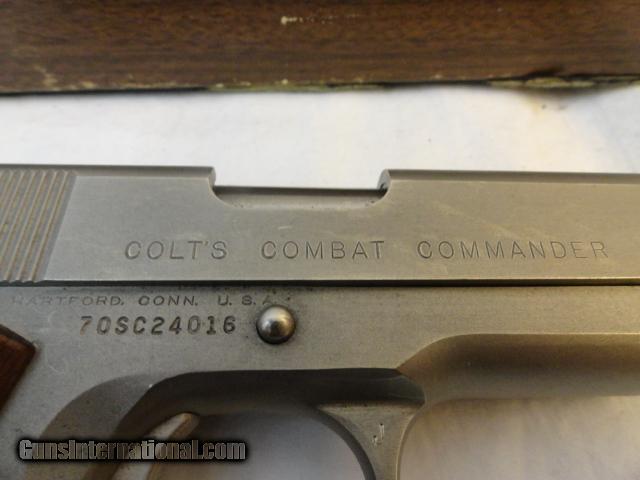 COLT'S COMBAT COMMANDER
HARTFORD, CONN. U.S.A.
70SC24016
J
GunsInternational.com